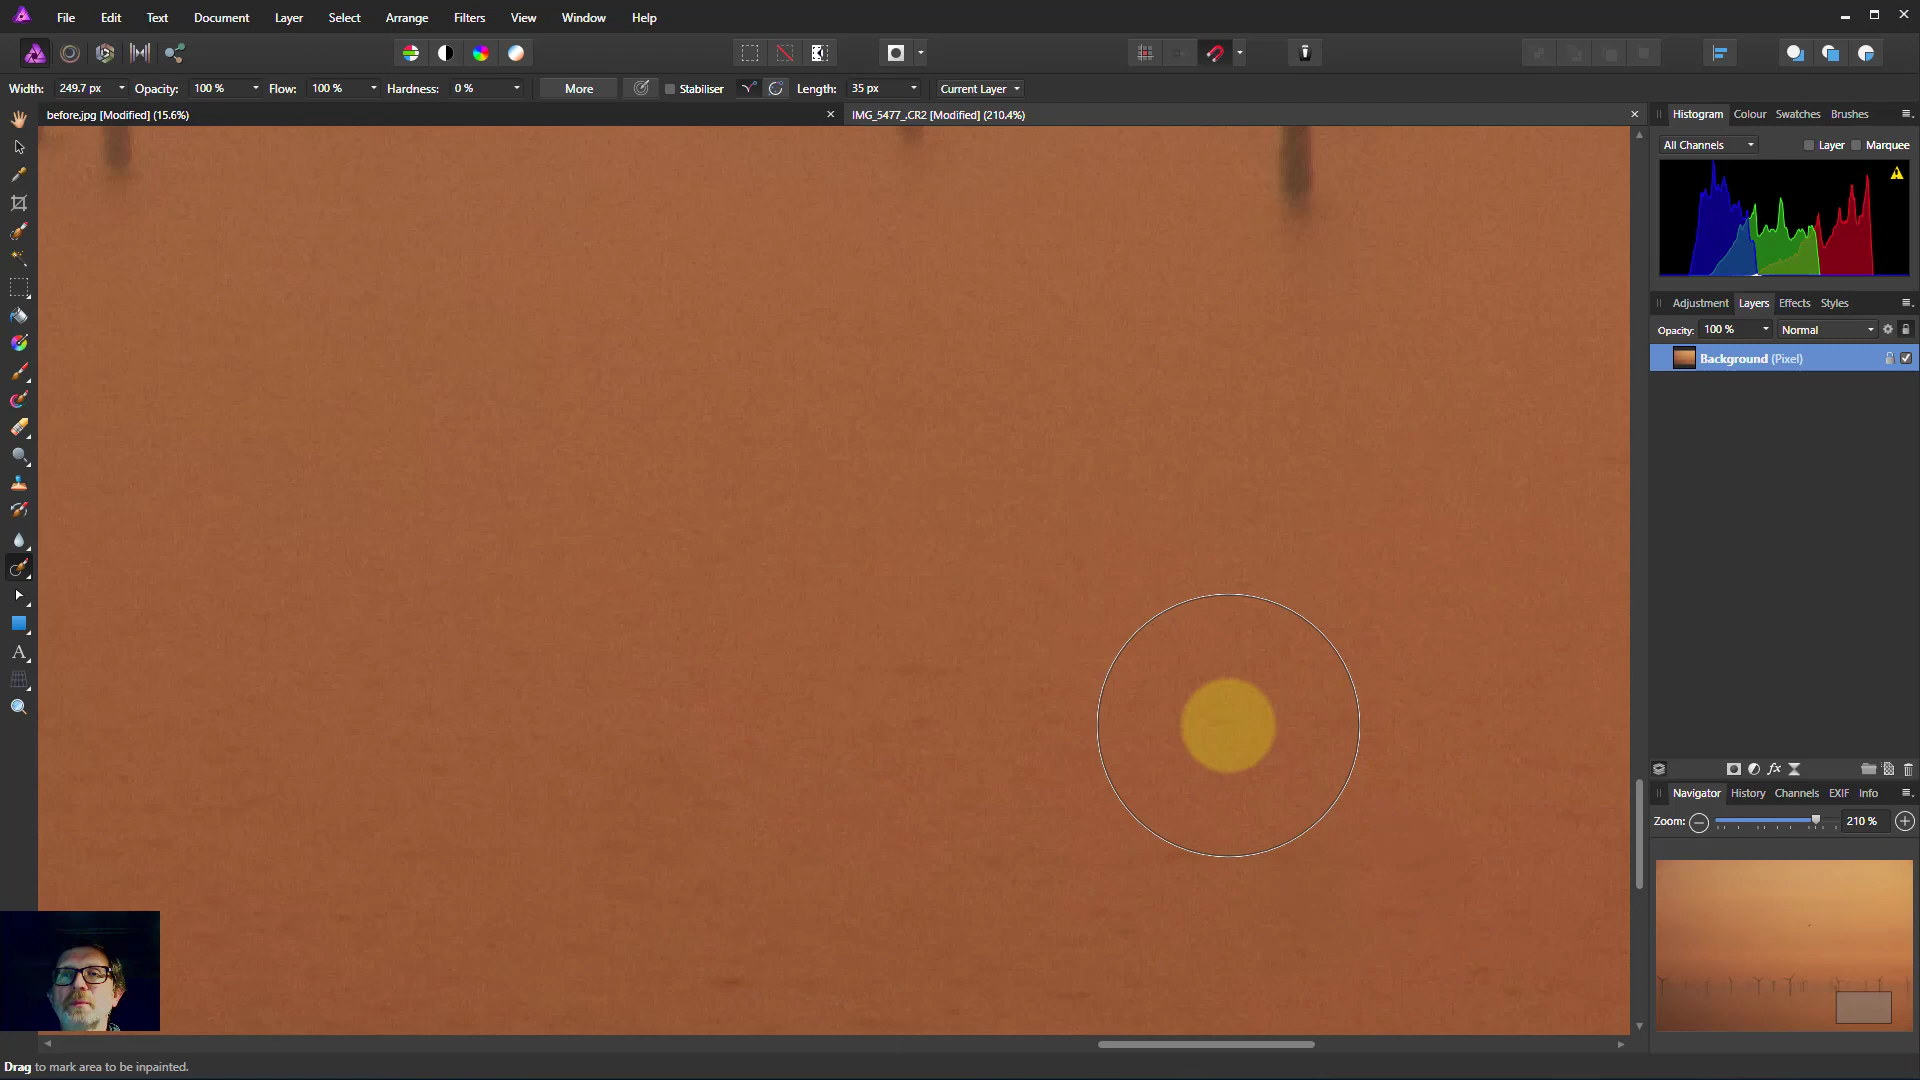 File Edit Text Document Layer Select Arrange Filters View Window Help
Width: 249.7 px Opacity: 100 % Flow: 100 % Hardness: 0 % More Stabiliser Length: 35 px Current Layer
before.jpg [Modified] (15.6%) IMG_5477_.CR2 [Modified] (210.4%)
Histogram Colour Swatches Brushes
All Channels Layer Marquee
Adjustment Layers Effects Styles
Opacity: 100 % Normal
Background (Pixel)
fx
Navigator History Channels EXIF Info
Zoom: 210 %
A
Drag to mark area to be inpainted.